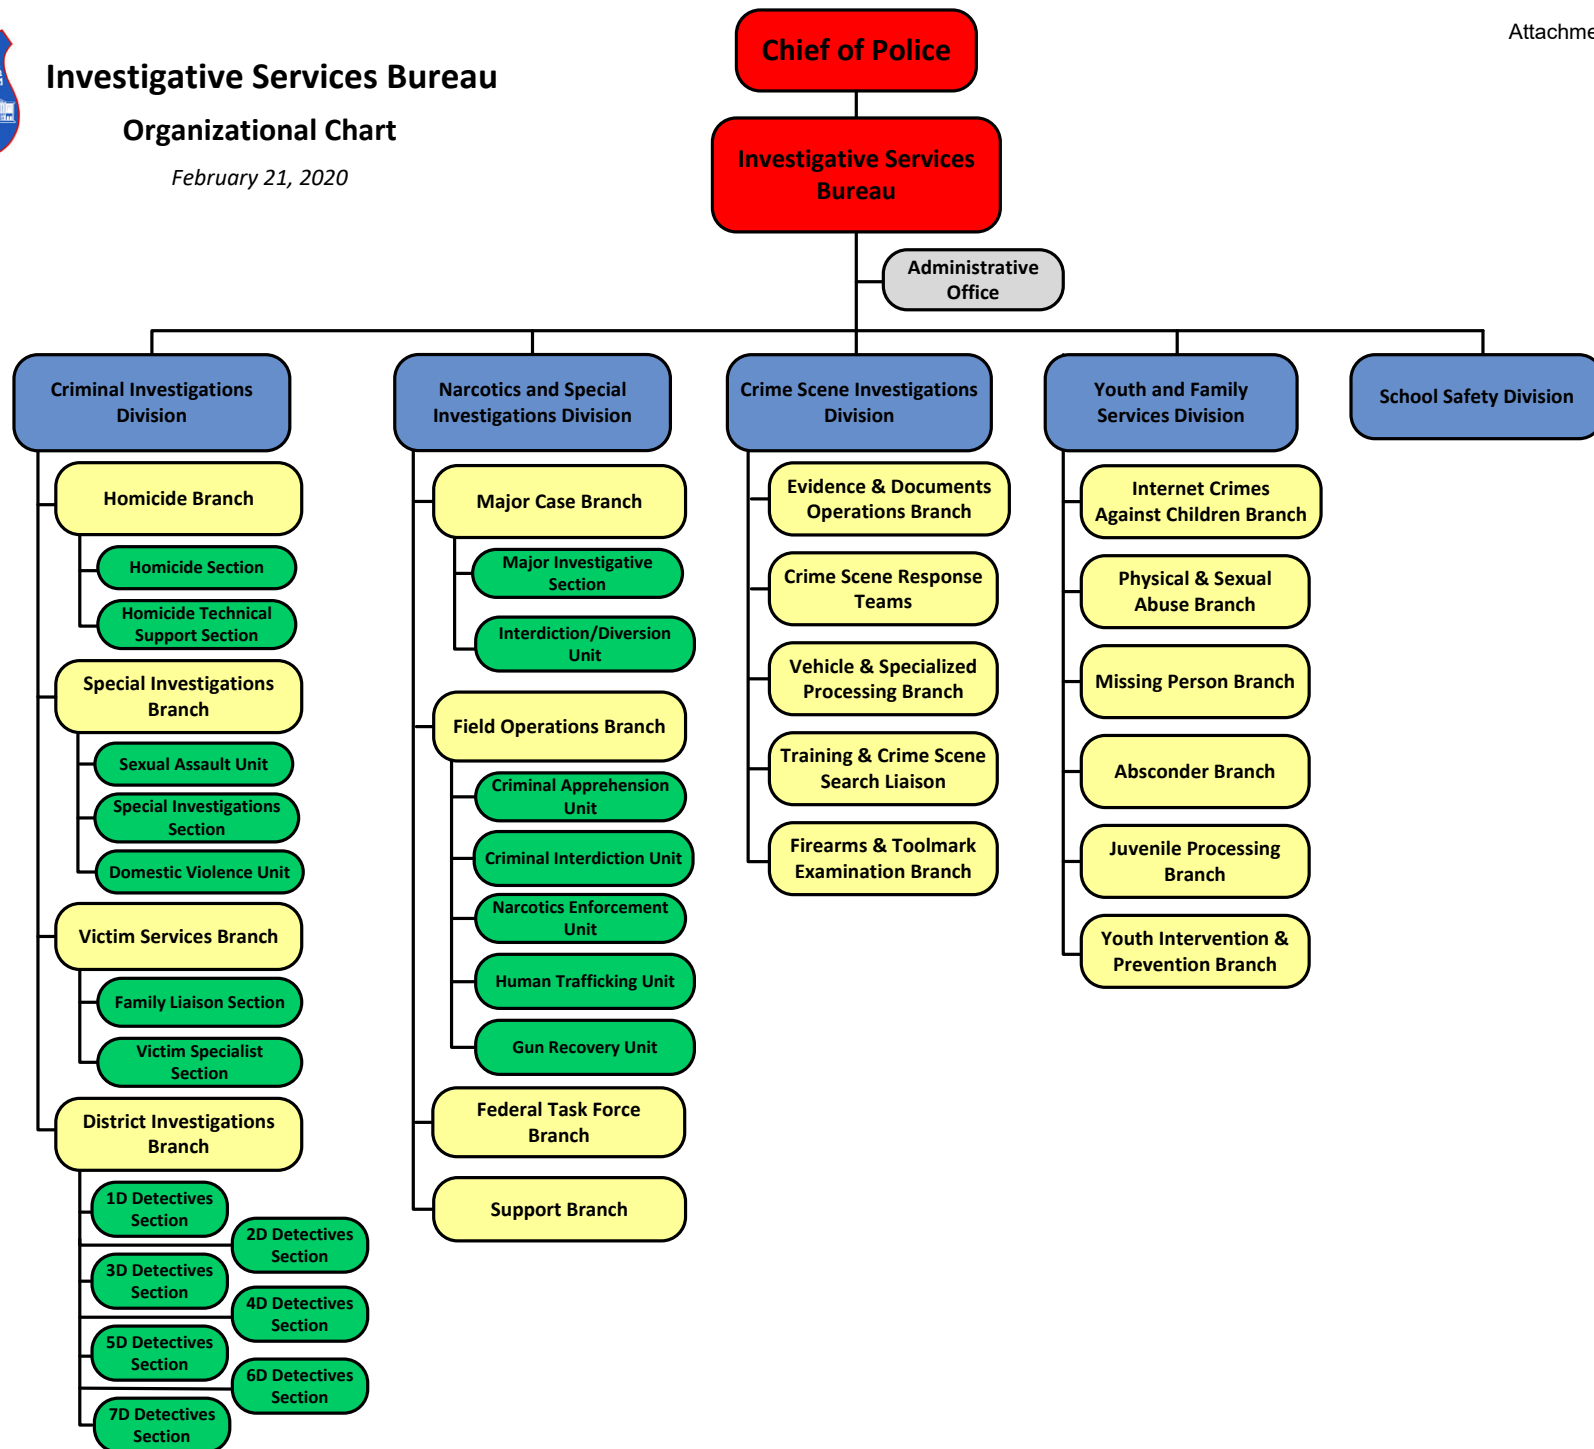 Attachme
Investigative Services Bureau
Organizational Chart
February 21, 2020
Chief of Police
Investigative Services
Bureau
Administrative
Office
Criminal Investigations
Division
Homicide Branch
Homicide Section
Homicide Technical
Support Section
Special Investigations
Branch
Sexual Assault Unit
Special Investigations
Section
Domestic Violence Unit
Victim Services Branch
Family Liaison Section
Victim Specialist
Section
District Investigations
Branch
1D Detectives
Section
2D Detectives
Section
3D Detectives
Section
4D Detectives
Section
5D Detectives
Section
6D Detectives
Section
7D Detectives
Section
Narcotics and Special
Investigations Division
Major Case Branch
Major Investigative
Section
Interdiction/Diversion
Unit
Field Operations Branch
Criminal Apprehension
Unit
Criminal Interdiction Unit
Narcotics Enforcement
Unit
Human Trafficking Unit
Gun Recovery Unit
Federal Task Force
Branch
Support Branch
Crime Scene Investigations
Division
Evidence & Documents
Operations Branch
Crime Scene Response
Teams
Vehicle & Specialized
Processing Branch
Training & Crime Scene
Search Liaison
Firearms & Toolmark
Examination Branch
Youth and Family
Services Division
Internet Crimes
Against Children Branch
Physical & Sexual
Abuse Branch
Missing Person Branch
Absconder Branch
Juvenile Processing
Branch
Youth Intervention &
Prevention Branch
School Safety Division